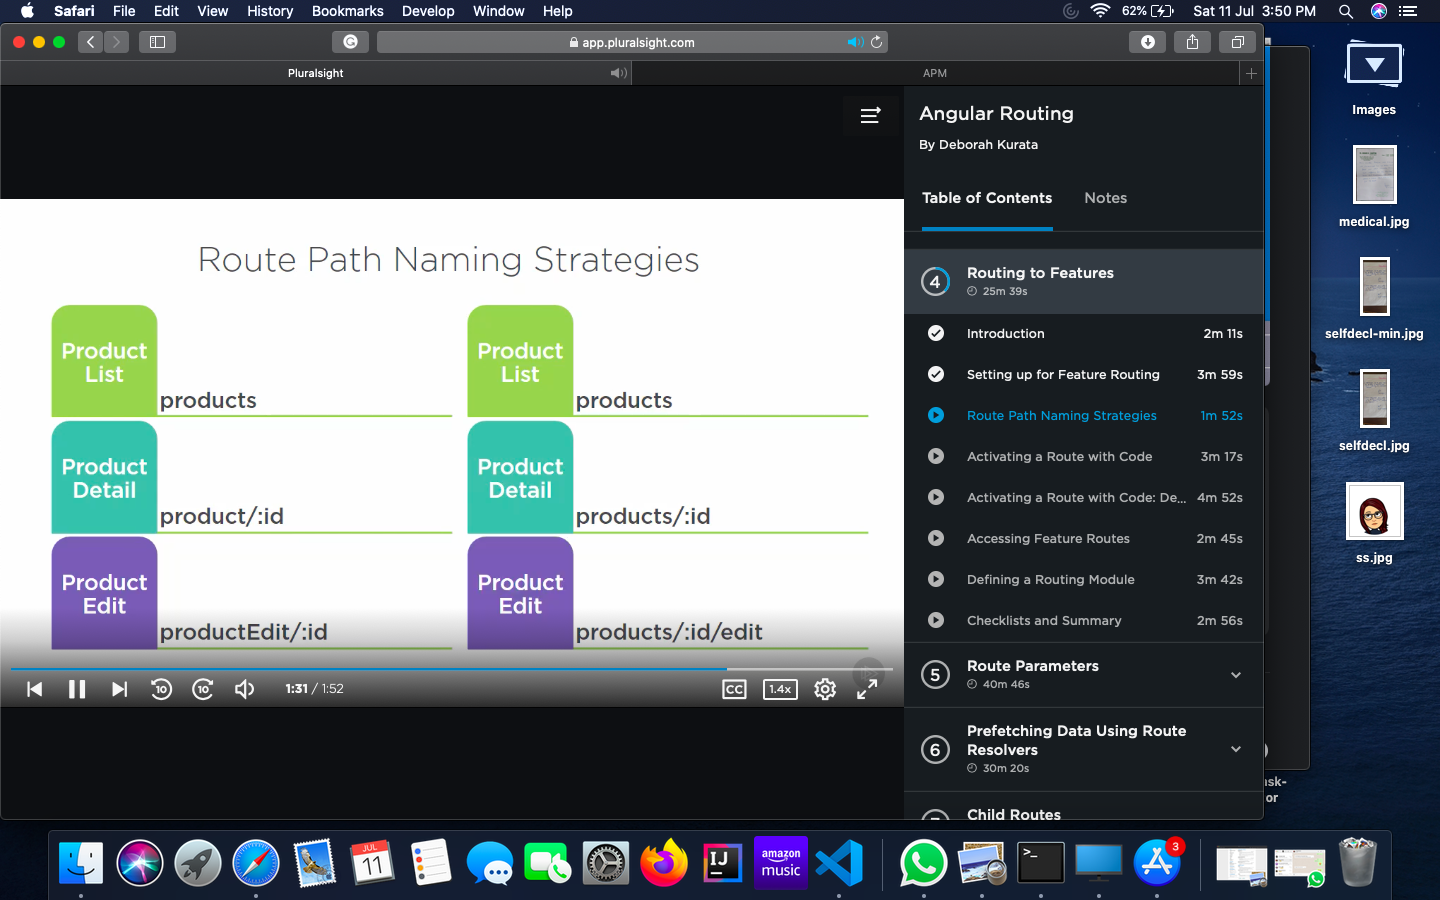 Safari File Edit View History Bookmarks Develop Window Help 62% Sat 11 Jul 3:50 PM
app.pluralsight.com
Pluralsight
APM
Angular Routing
By Deborah Kurata
Table of Contents Notes
Route Path Naming Strategies
Product List
products
Product Detail
product/:id
Product Edit
productEdit/:id
Product List
products
Product Detail
products/:id
Product Edit
products/:id/edit
10 10 1:31 / 1:52 CC 1.4x
4 Routing to Features
25m 39s
Introduction 2m 11s
Setting up for Feature Routing 3m 59s
Route Path Naming Strategies 1m 52s
Activating a Route with Code 3m 17s
Activating a Route with Code: De... 4m 52s
Accessing Feature Routes 2m 45s
Defining a Routing Module 3m 42s
Checklists and Summary 2m 56s
5 Route Parameters
40m 46s
6 Prefetching Data Using Route
Resolvers
30m 20s
Child Routes
Images
medical.jpg
selfdecl-min.jpg
selfdecl.jpg
ss.jpg
sk-
or
JUL
11
IJ
amazon
music
>_
3